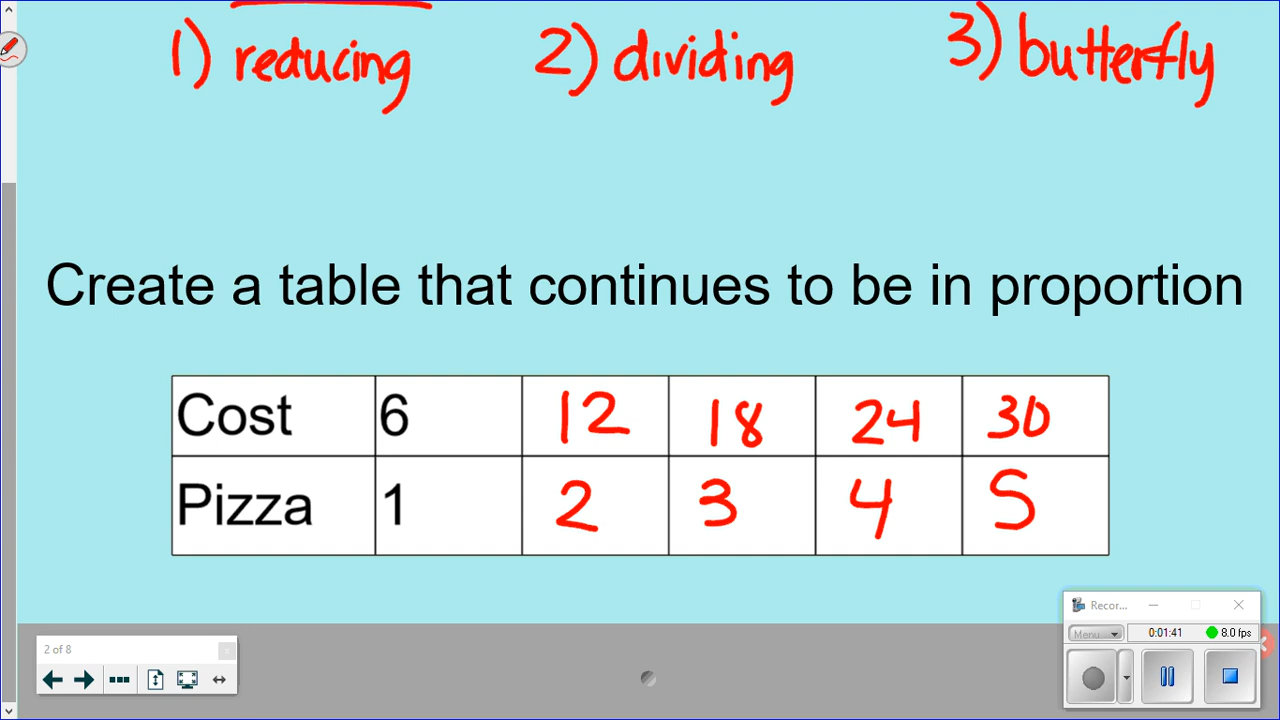 1) reducing 2) dividing 3) butterfly
Create a table that continues to be in proportion
Cost 6 12 18 24 30
Pizza 1 2 3 4 5
Recor...
Menu 0:01:41 8.0 fps
2 of 8